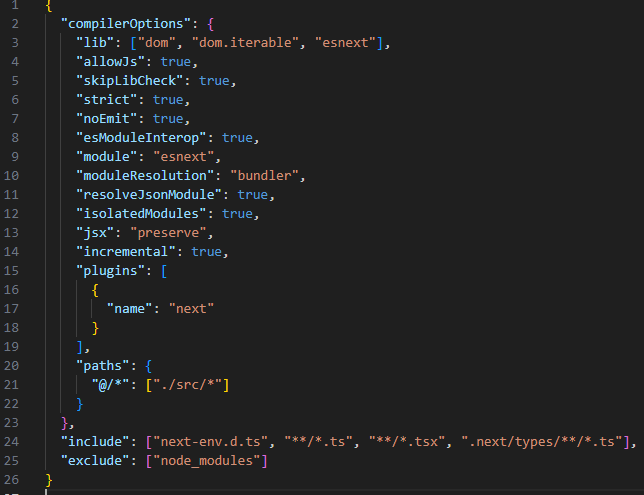 1 {
2   "compilerOptions": {
3     "lib": ["dom", "dom.iterable", "esnext"],
4     "allowJs": true,
5     "skipLibCheck": true,
6     "strict": true,
7     "noEmit": true,
8     "esModuleInterop": true,
9     "module": "esnext",
10     "moduleResolution": "bundler",
11     "resolveJsonModule": true,
12     "isolatedModules": true,
13     "jsx": "preserve",
14     "incremental": true,
15     "plugins": [
16       {
17         "name": "next"
18       }
19     ],
20     "paths": {
21       "@/*": ["./src/*"]
22     }
23   },
24   "include": ["next-env.d.ts", "**/*.ts", "**/*.tsx", ".next/types/**/*.ts"],
25   "exclude": ["node_modules"]
26 }
27